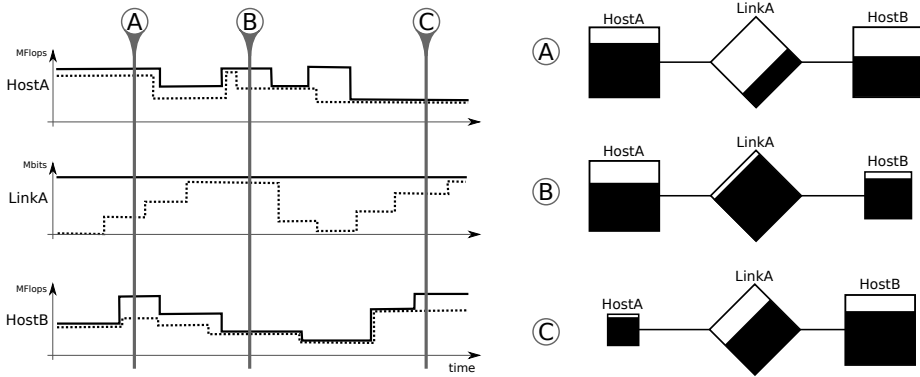 A B C
MFlops
HostA
Mbits
LinkA
MFlops
HostB
time
HostA LinkA HostB
A
HostA LinkA HostB
B
HostA LinkA HostB
C